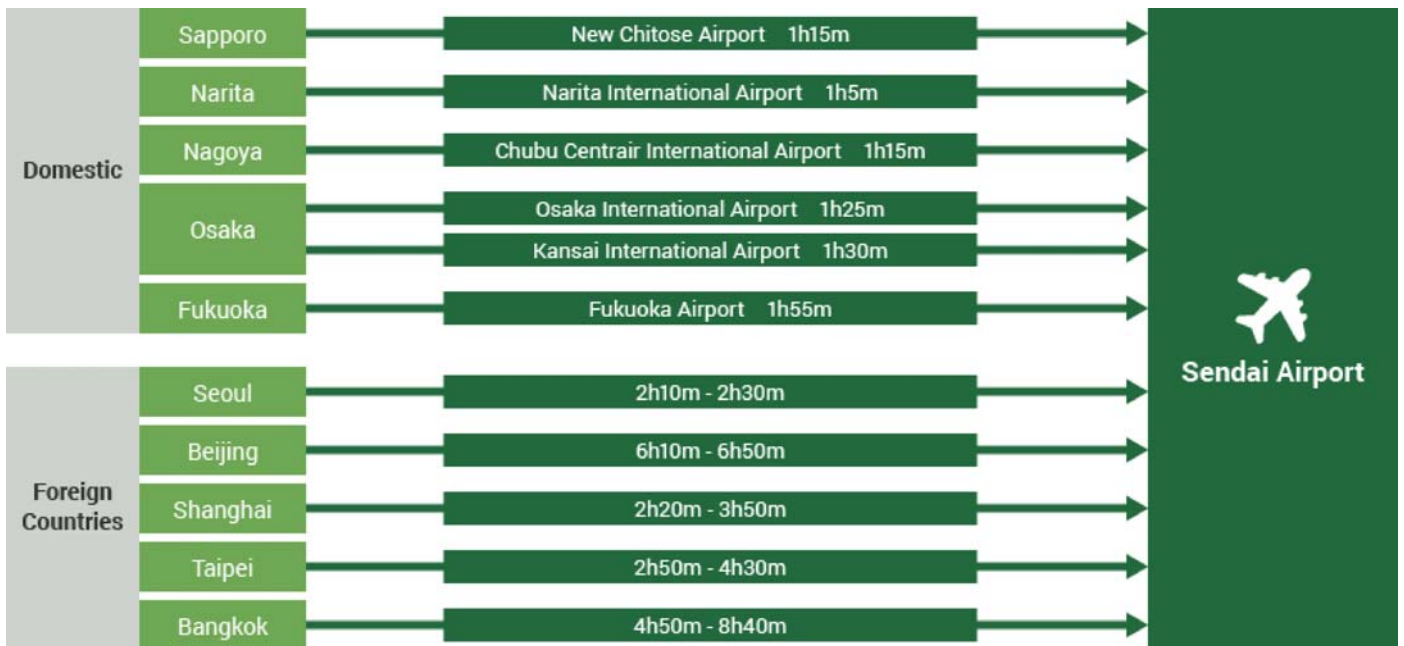 Domestic
Sapporo
New Chitose Airport 1h15m
Narita
Narita International Airport 1h5m
Nagoya
Chubu Centrair International Airport 1h15m
Osaka
Osaka International Airport 1h25m
Kansai International Airport 1h30m
Fukuoka
Fukuoka Airport 1h55m
Foreign
Countries
Seoul
2h10m - 2h30m
Beijing
6h10m - 6h50m
Shanghai
2h20m - 3h50m
Taipei
2h50m - 4h30m
Bangkok
4h50m - 8h40m
Sendai Airport